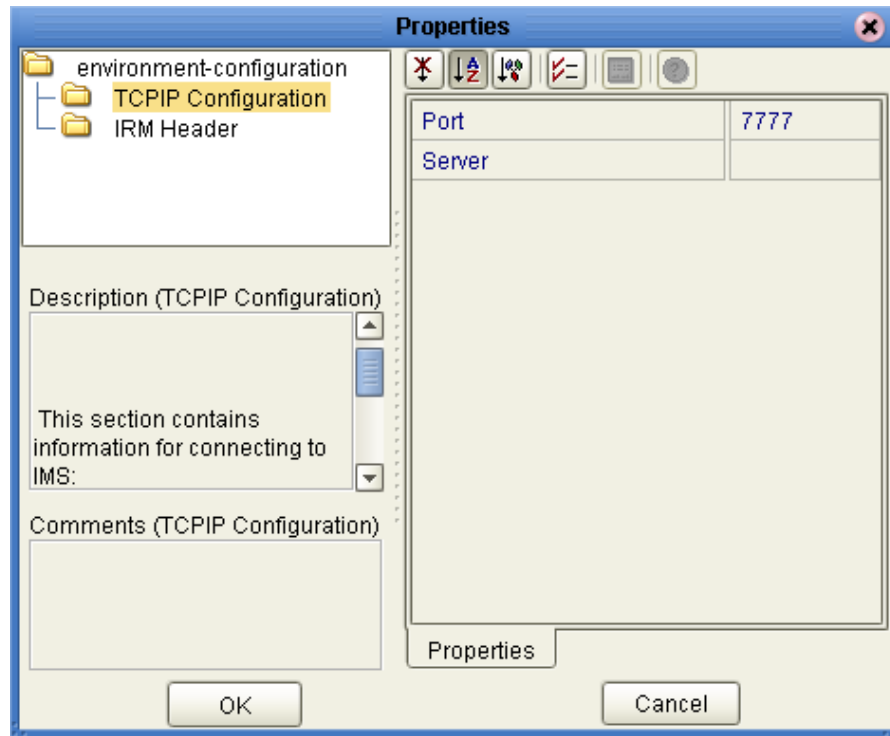 Properties
environment-configuration
TCPIP Configuration
IRM Header
Description (TCPIP Configuration)
This section contains
information for connecting to
IMS:
Comments (TCPIP Configuration)
Port 7777
Server
Properties
OK
Cancel